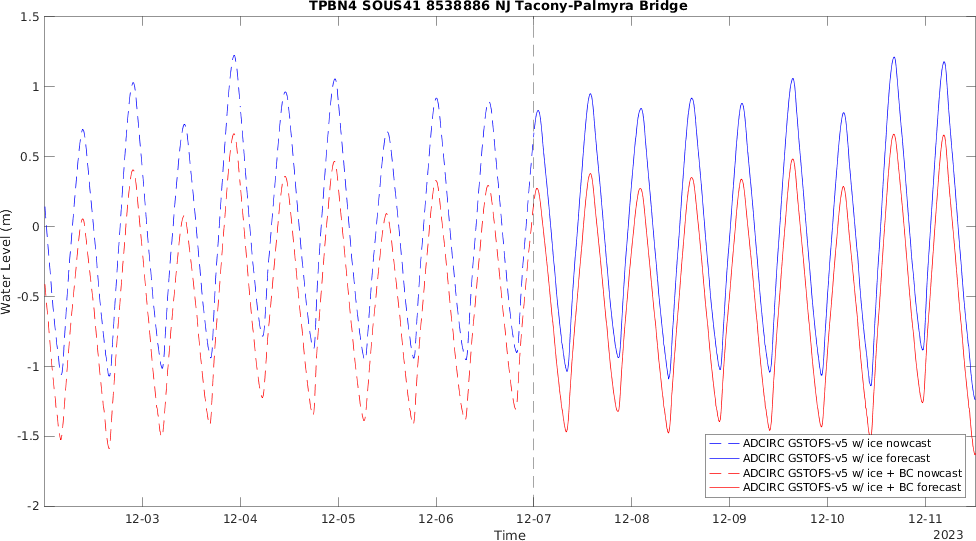 TPBN4 SOUS41 8538886 NJ Tacony-Palmyra Bridge
1.5
1
0.5
0
-0.5
-1
-1.5
-2
Water Level (m)
ADCIRC GSTOFS-v5 w/ ice nowcast
ADCIRC GSTOFS-v5 w/ ice forecast
ADCIRC GSTOFS-v5 w/ ice + BC nowcast
ADCIRC GSTOFS-v5 w/ ice + BC forecast
12-03 12-04 12-05 12-06 12-07 12-08 12-09 12-10 12-11
Time
2023